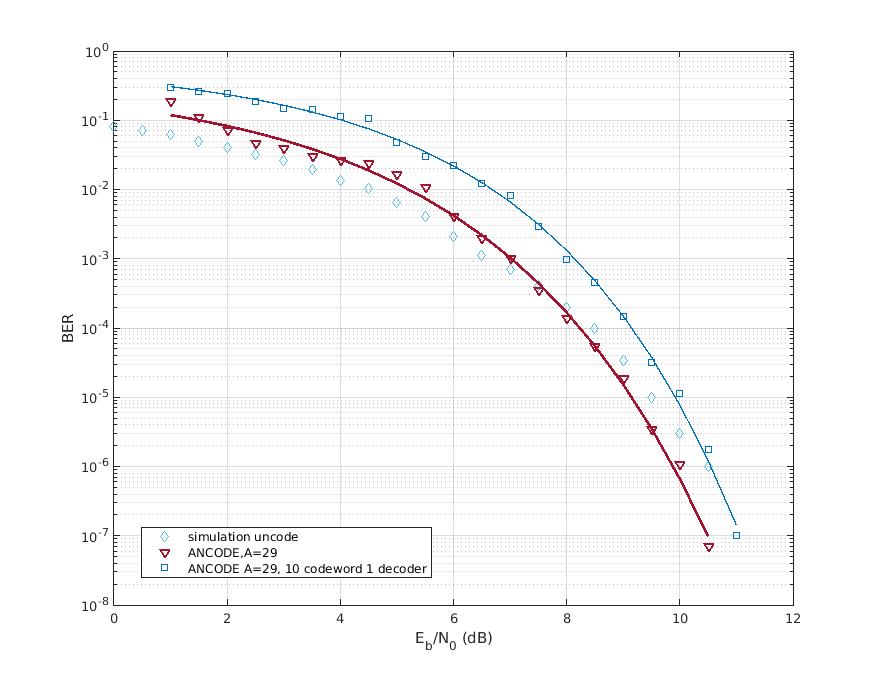 10^0
10^-1
10^-2
10^-3
10^-4
10^-5
10^-6
10^-7
10^-8
BER
simulation uncode
ANCODE,A=29
ANCODE A=29, 10 codeword 1 decoder
0 2 4 6 8 10 12
E_b/N_0 (dB)